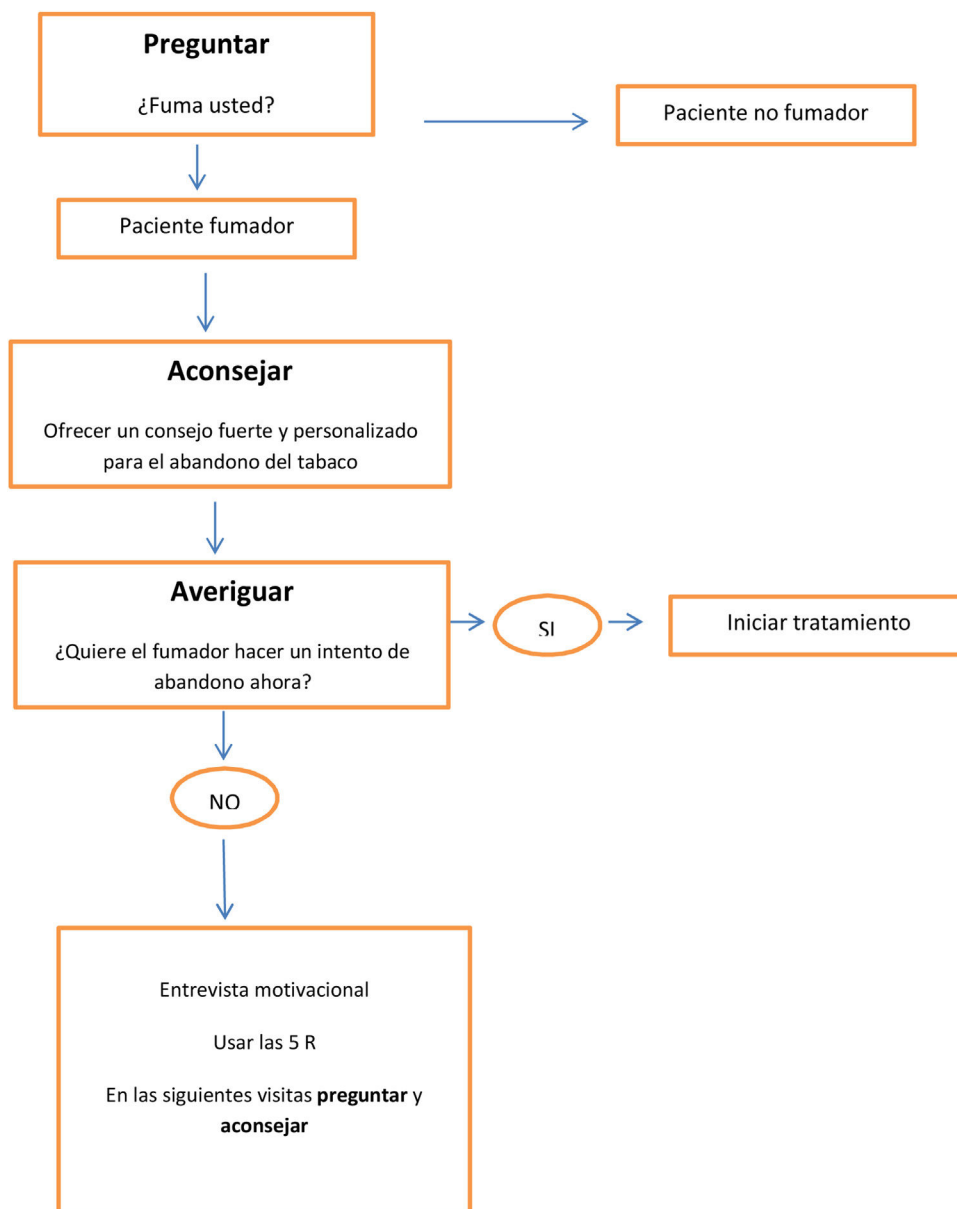 Preguntar
¿Fuma usted?
Paciente no fumador
Paciente fumador
Aconsejar
Ofrecer un consejo fuerte y personalizado
para el abandono del tabaco
Averiguar
¿Quiere el fumador hacer un intento de
abandono ahora?
SI
Iniciar tratamiento
NO
Entrevista motivacional
Usar las 5 R
En las siguientes visitas preguntar y
aconsejar